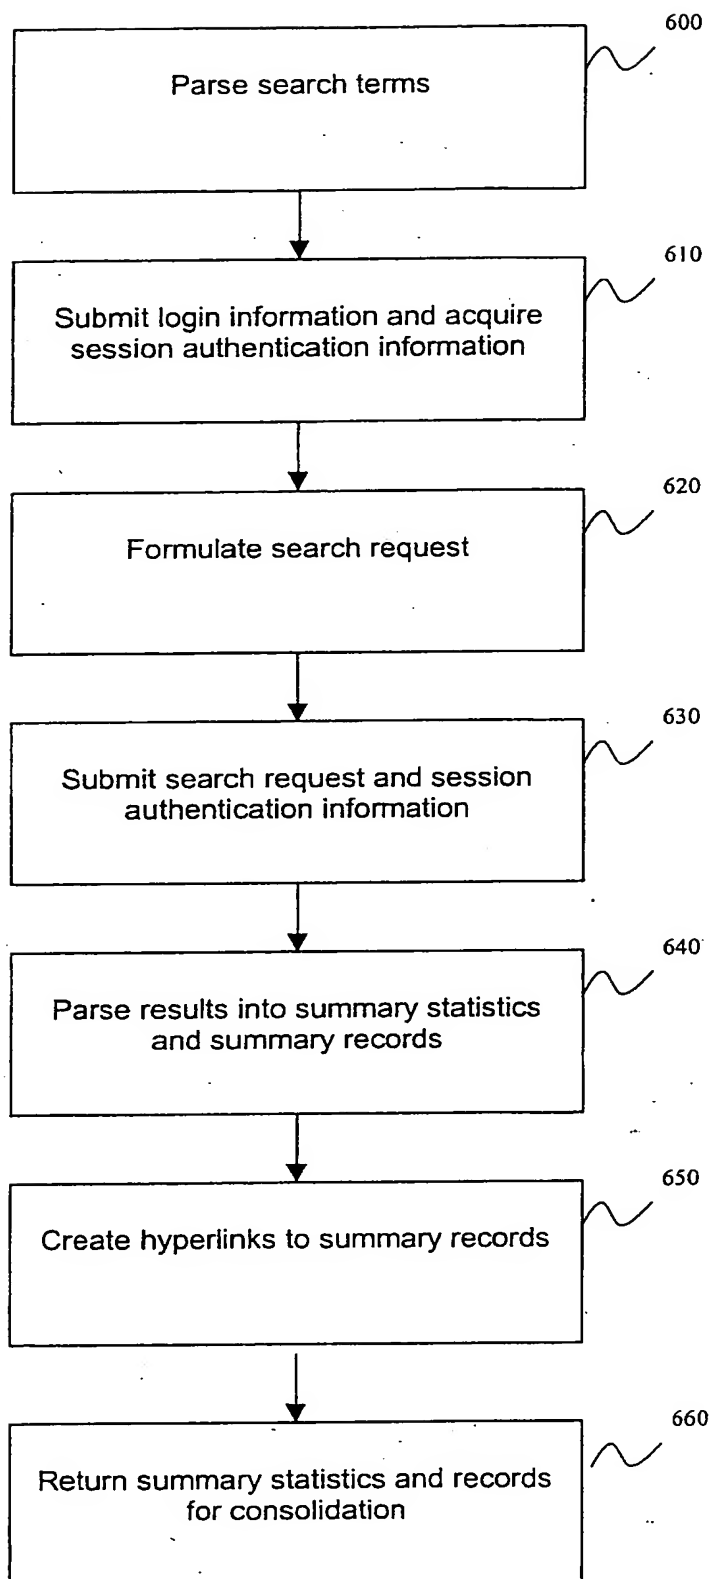 600
Parse search terms
610
Submit login information and acquire
session authentication information
620
Formulate search request
630
Submit search request and session
authentication information
640
Parse results into summary statistics
and summary records
650
Create hyperlinks to summary records
660
Return summary statistics and records
for consolidation